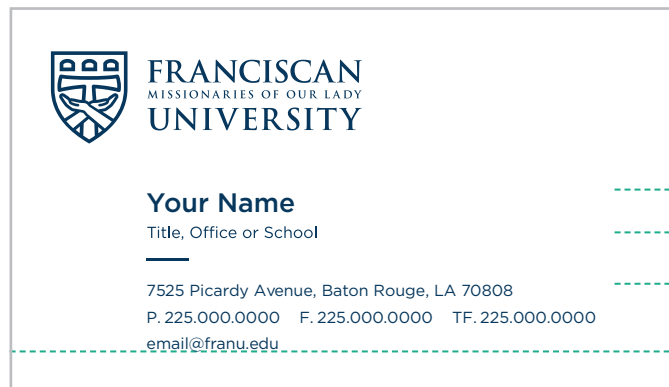 FRANCISCAN
MISSIONARIES OF OUR LADY
UNIVERSITY
Your Name
Title, Office or School
7525 Picardy Avenue, Baton Rouge, LA 70808
P. 225.000.0000 F. 225.000.0000 TF. 225.000.0000
email@franu.edu